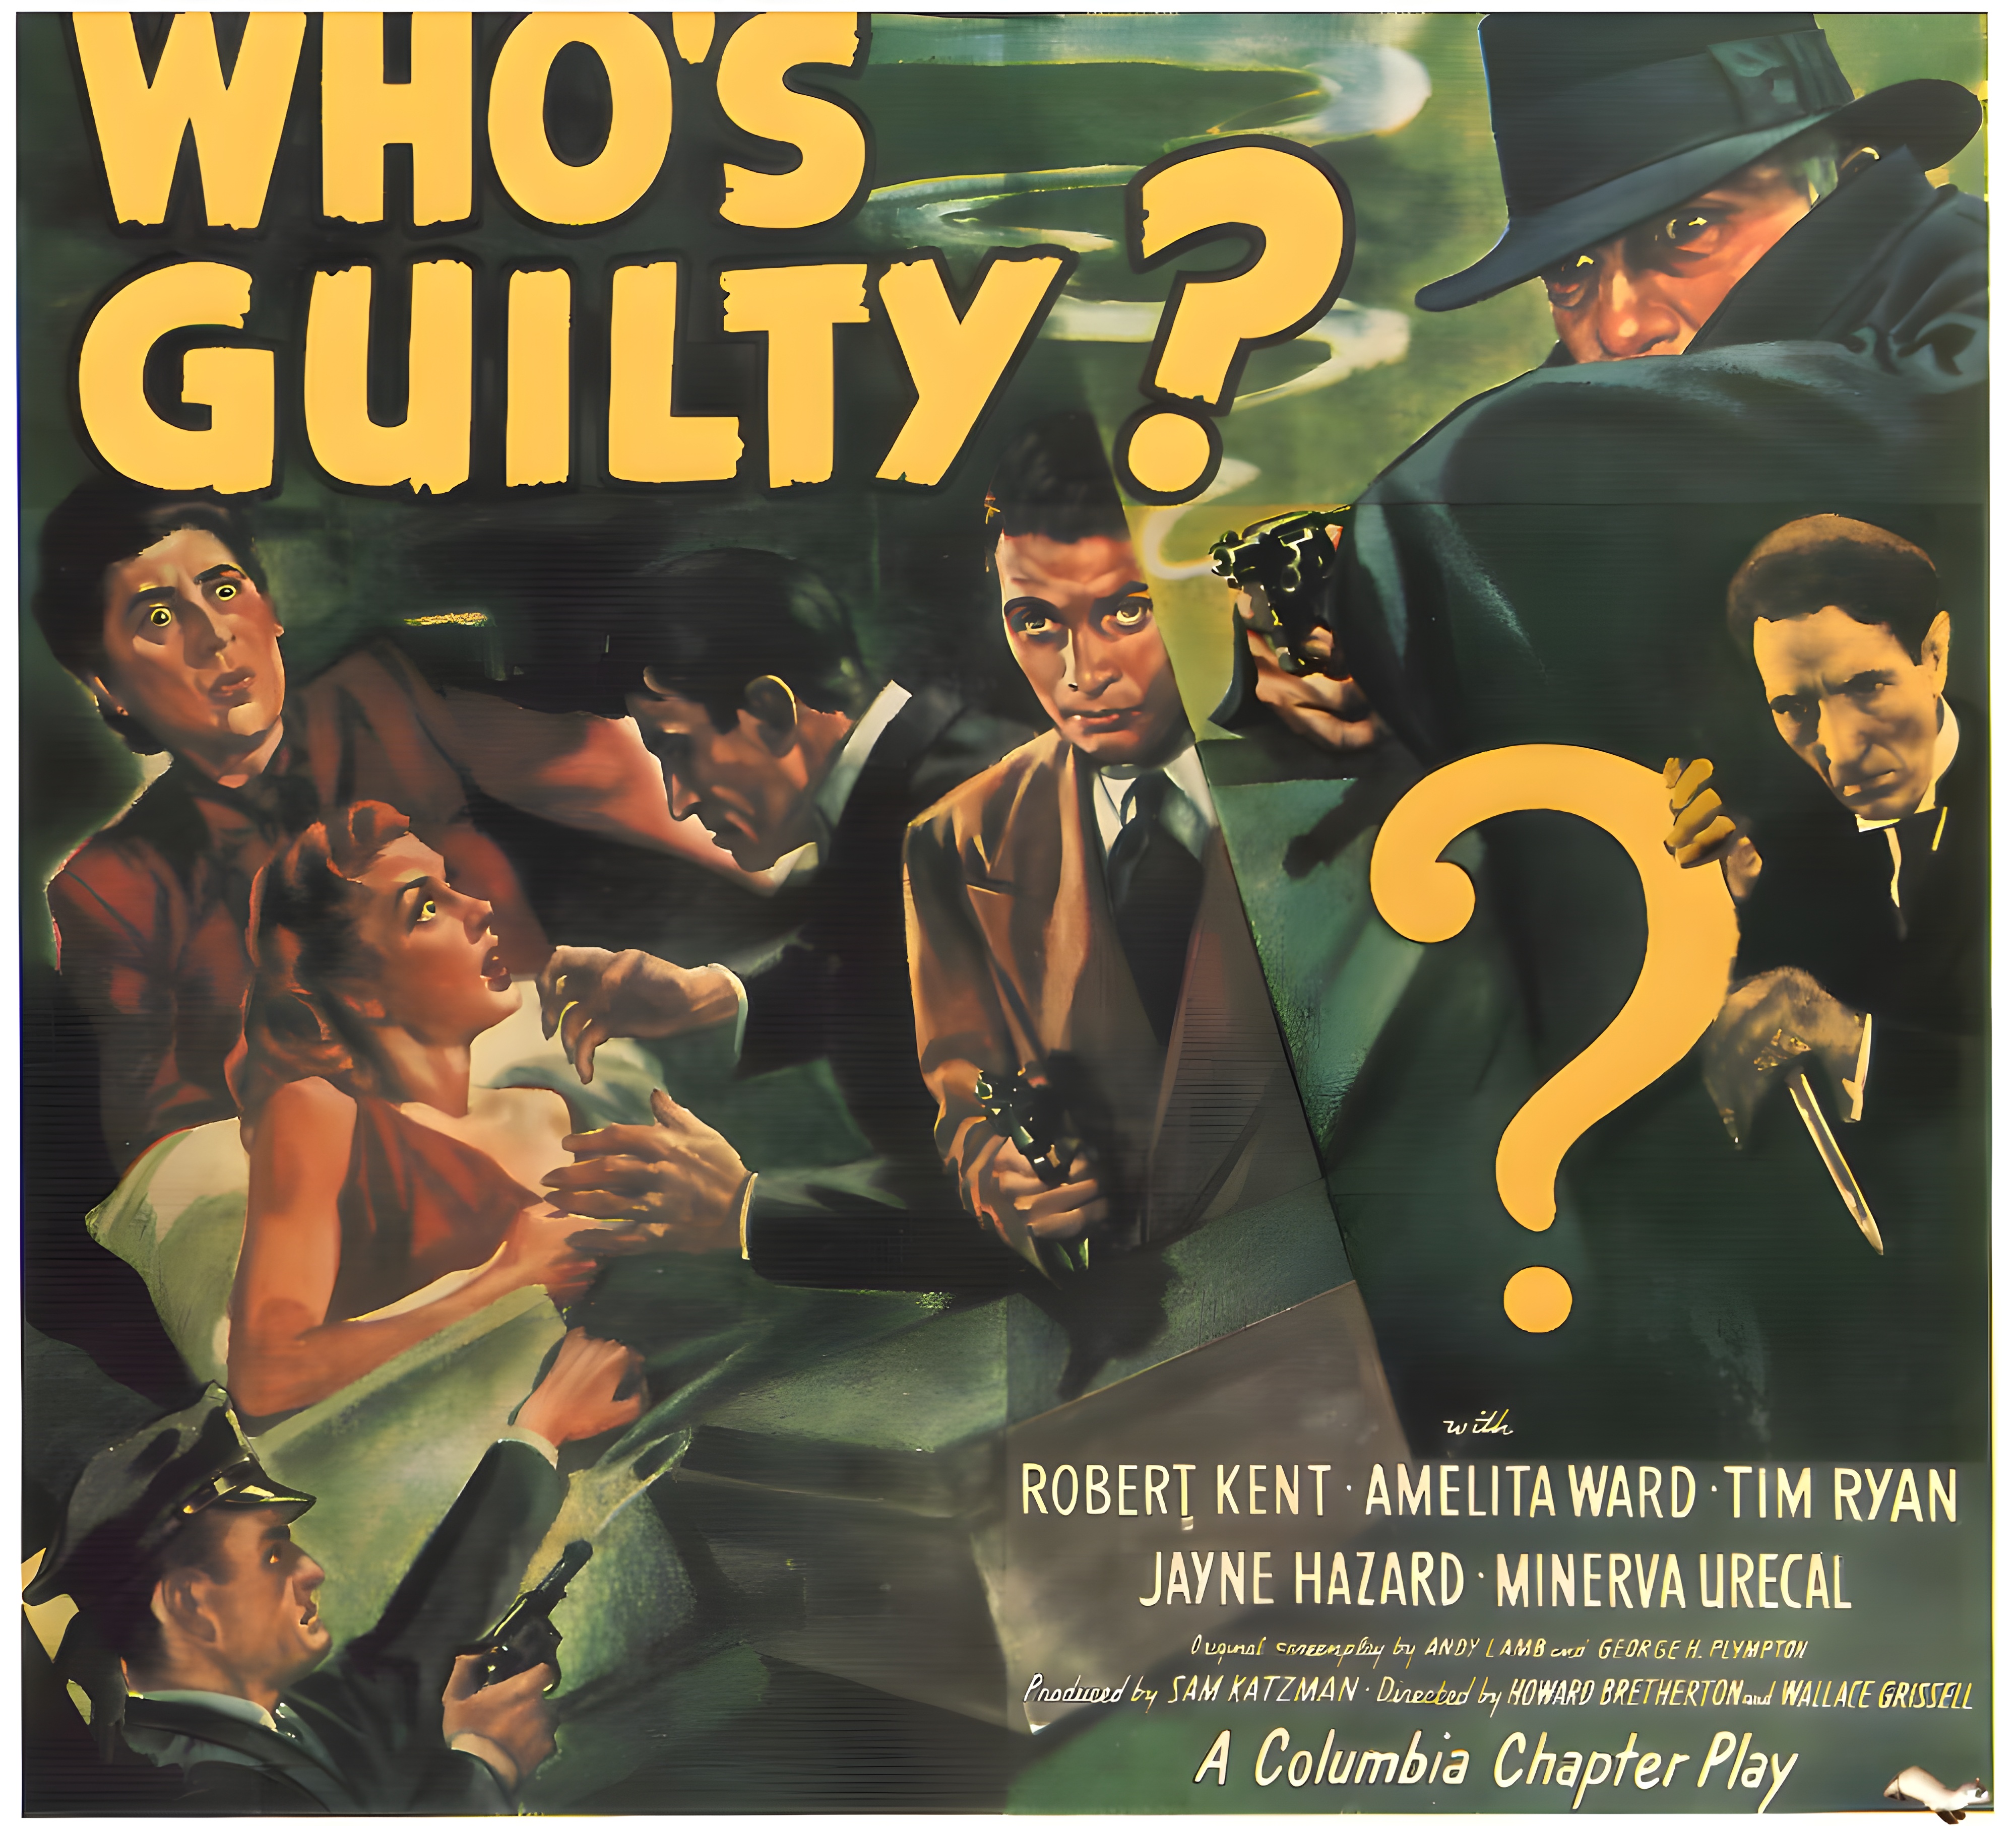 WHO'S
GUILTY?
?
with
ROBERT KENT · AMELITA WARD · TIM RYAN
JAYNE HAZARD · MINERVA URECAL
Original screenplay by ANDY LAMB and GEORGE H. PLYMPTON
Produced by SAM KATZMAN · Directed by HOWARD BRETHERTON and WALLACE GRISSELL
A Columbia Chapter Play